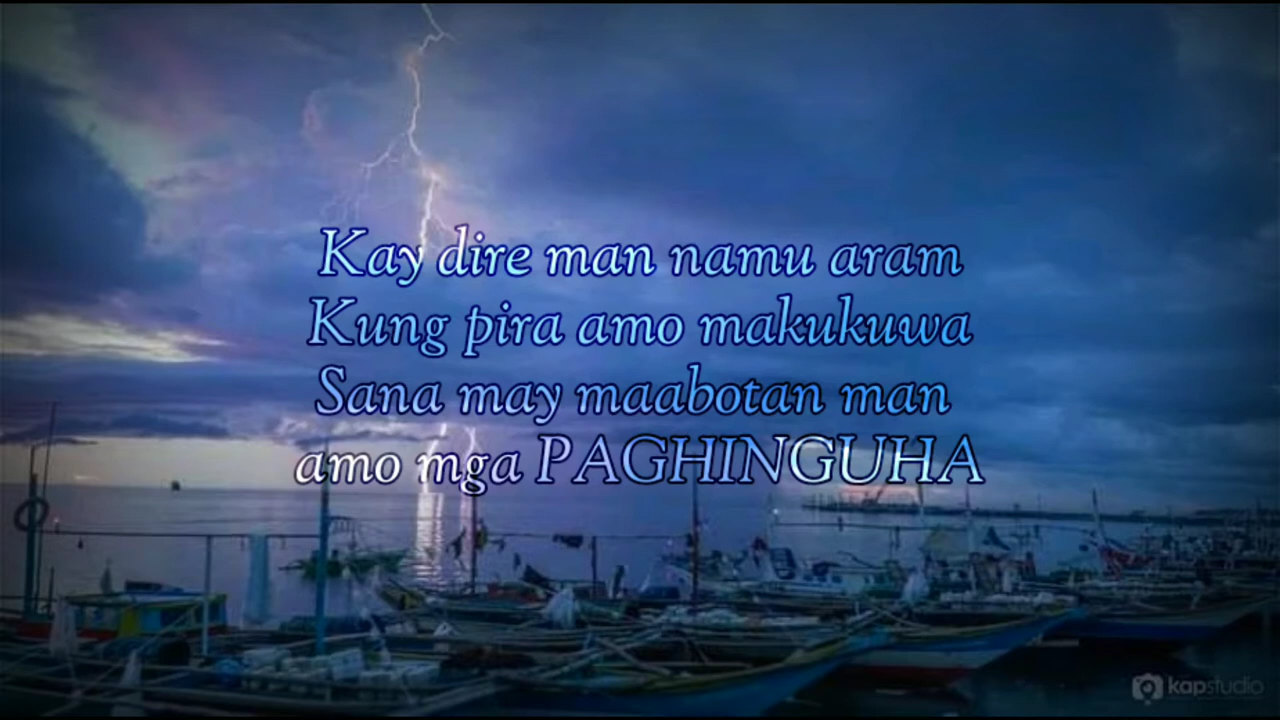 Kay dire man namu aram
Kung pira amo makukuwa
Sana may maabotan man
amo mga PAGHINGUHA
kapstudio